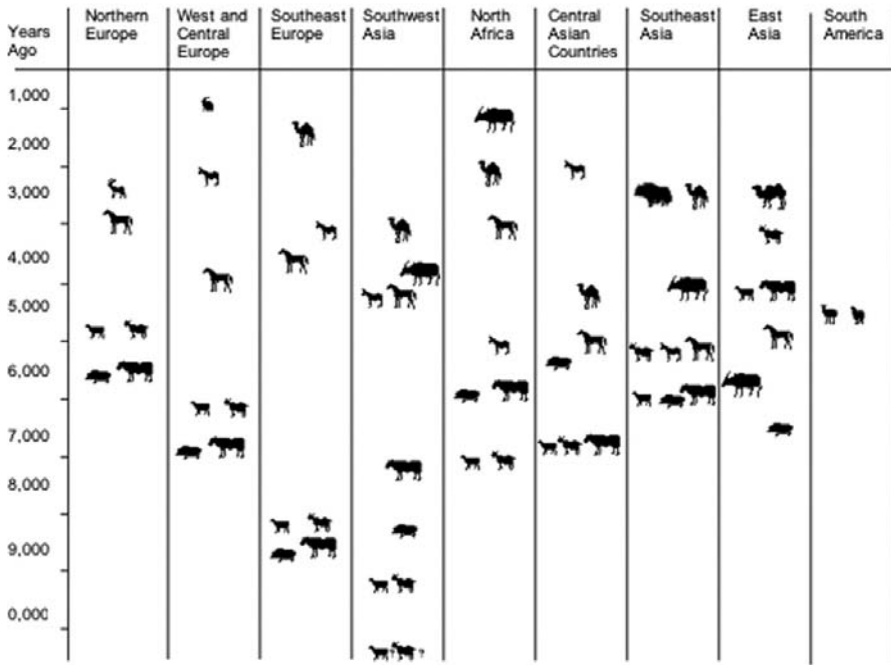 Years
Ago
Northern
Europe
West and
Central
Europe
Southeast
Europe
Southwest
Asia
North
Africa
Central
Asian
Countries
Southeast
Asia
East
Asia
South
America
1,000
2,000
3,000
4,000
5,000
6,000
7,000
8,000
9,000
0,000
? ?